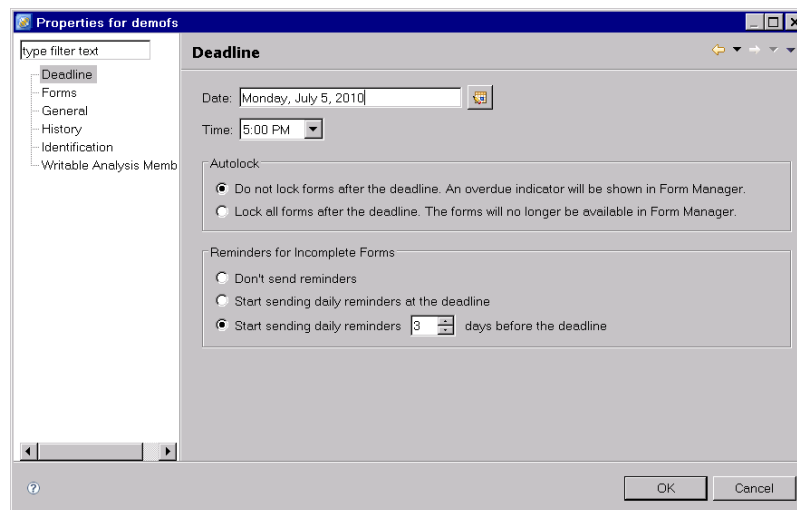 Properties for demofs
type filter text
Deadline
Forms
General
History
Identification
Writable Analysis Memb
Deadline
Date: Monday, July 5, 2010
Time: 5:00 PM
Autolock
Do not lock forms after the deadline. An overdue indicator will be shown in Form Manager.
Lock all forms after the deadline. The forms will no longer be available in Form Manager.
Reminders for Incomplete Forms
Don't send reminders
Start sending daily reminders at the deadline
Start sending daily reminders 3 days before the deadline
?
OK Cancel